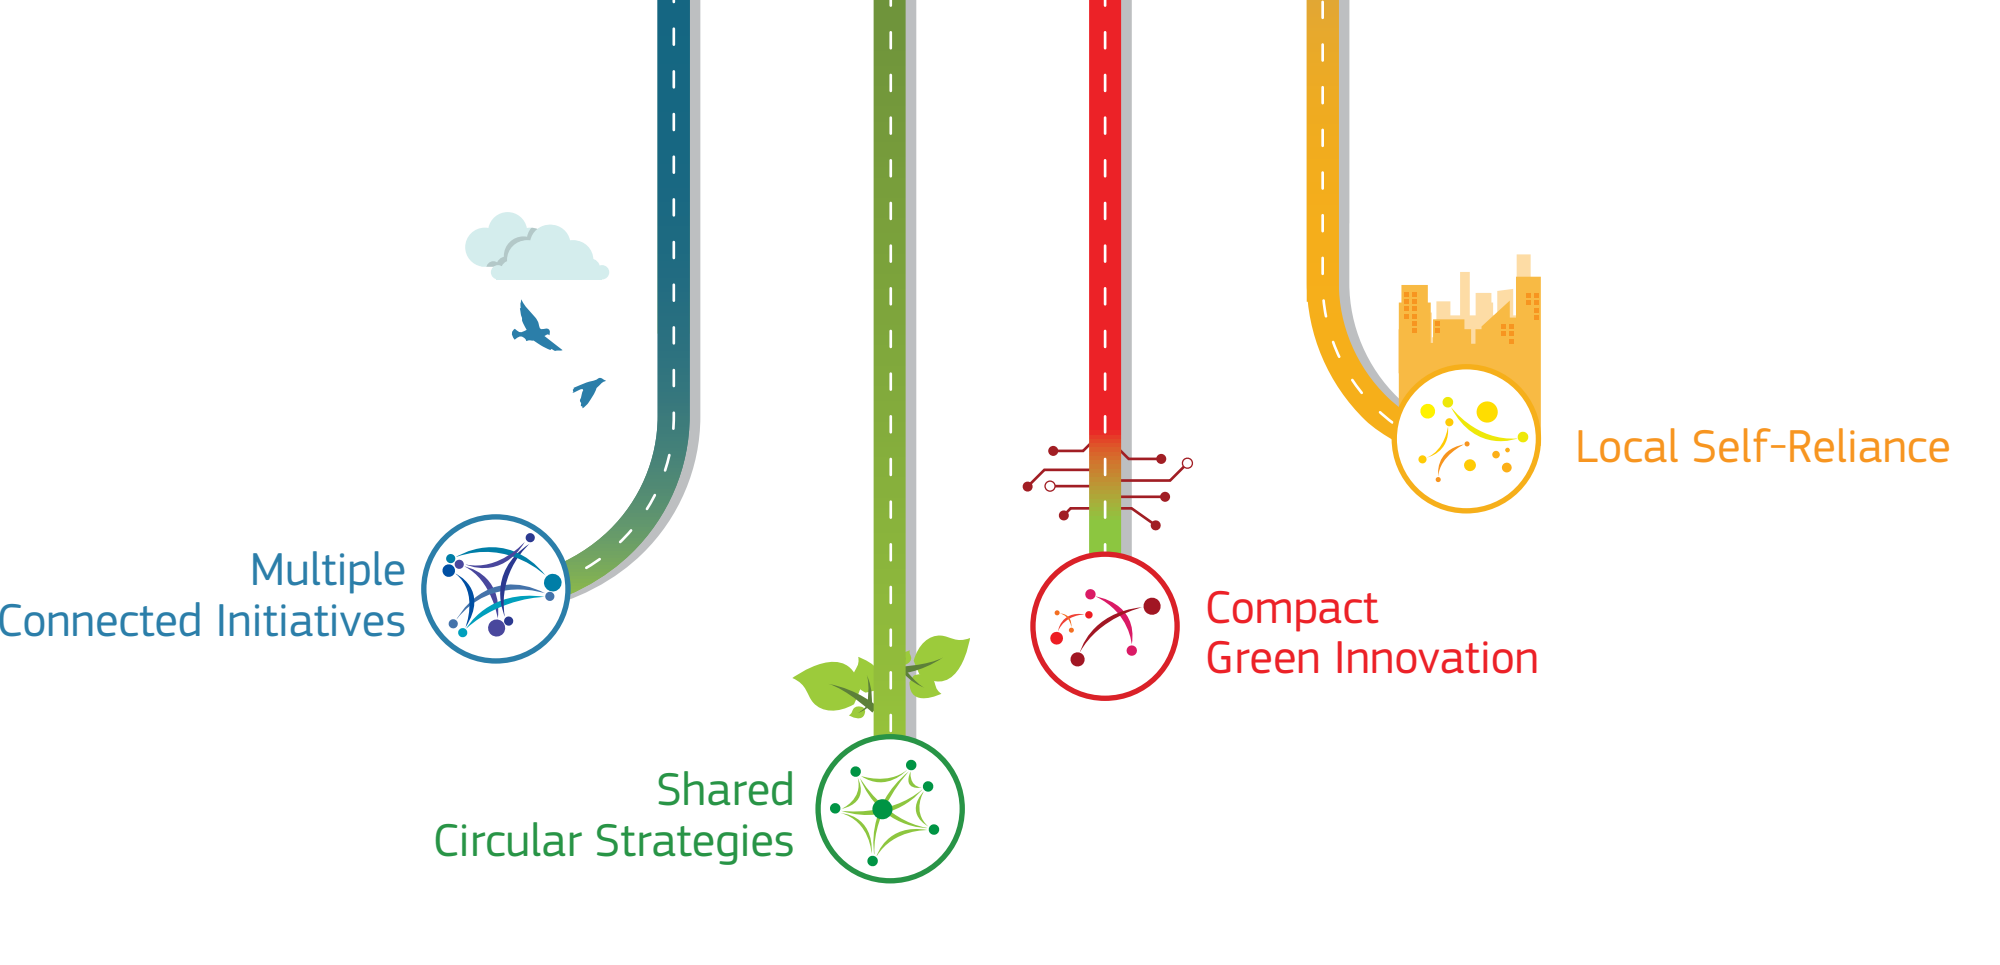 Multiple
Connected Initiatives
Shared
Circular Strategies
Compact
Green Innovation
Local Self-Reliance